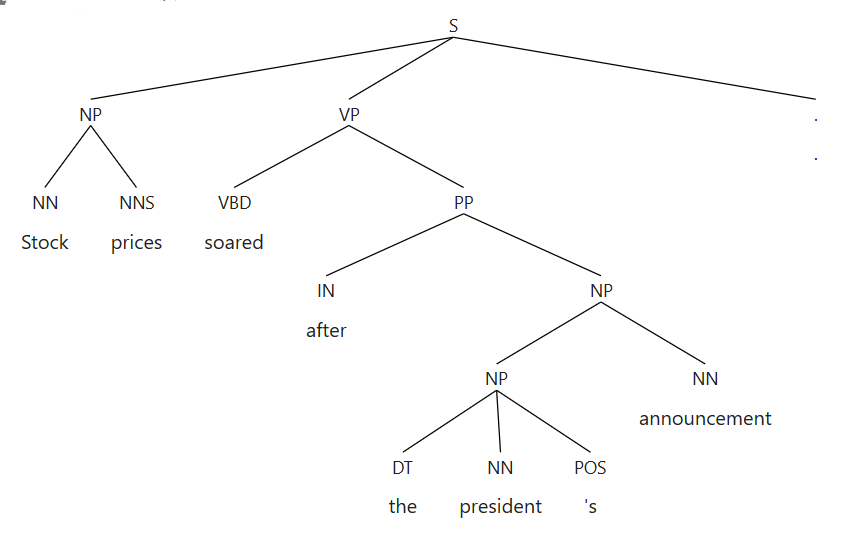 S
NP VP .
.
NN NNS VBD PP
Stock prices soared
IN NP
after
NP NN
announcement
DT NN POS
the president 's